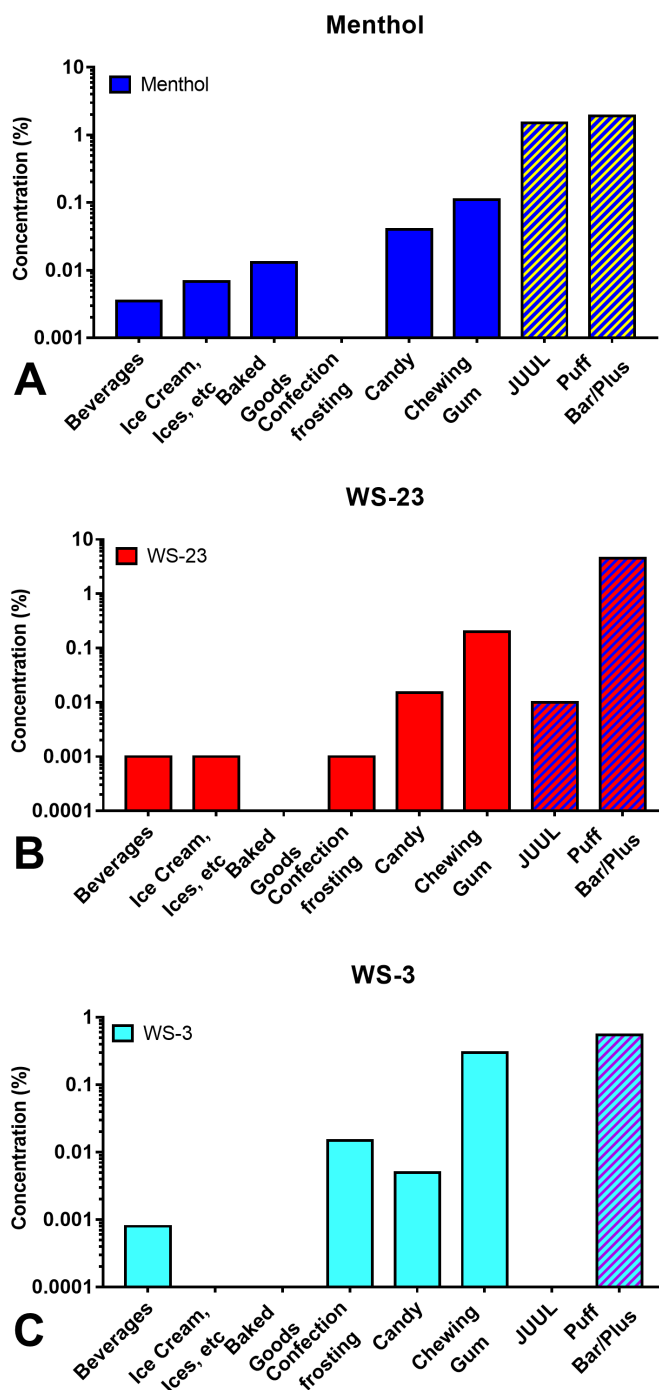 Menthol
Menthol
Concentration (%)
10
1
0.1
0.01
0.001
Beverages
Ice Cream,
Ices, etc
Baked
Goods
Confection
frosting
Candy
Chewing
Gum
JUUL
Puff
Bar/Plus
A
WS-23
WS-23
Concentration (%)
10
1
0.1
0.01
0.001
0.0001
Beverages
Ice Cream,
Ices, etc
Baked
Goods
Confection
frosting
Candy
Chewing
Gum
JUUL
Puff
Bar/Plus
B
WS-3
WS-3
Concentration (%)
1
0.1
0.01
0.001
0.0001
Beverages
Ice Cream,
Ices, etc
Baked
Goods
Confection
frosting
Candy
Chewing
Gum
JUUL
Puff
Bar/Plus
C